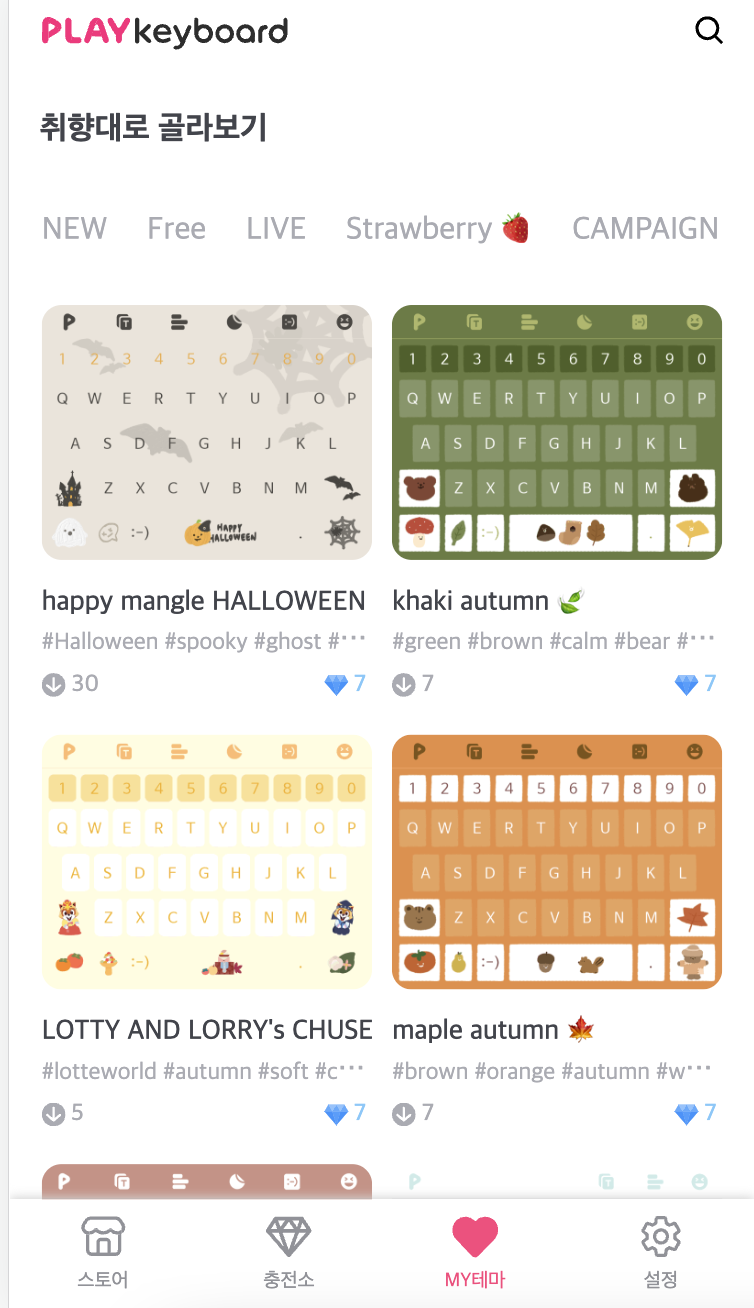 PLAYkeyboard
취향대로 골라보기
NEW Free LIVE Strawberry 🍓 CAMPAIGN
1 2 3 4 5 6 7 8 9 0
Q W E R T Y U I O P
A S D F G H J K L
Z X C V B N M
:-) HAPPY HALLOWEEN .
1 2 3 4 5 6 7 8 9 0
Q W E R T Y U I O P
A S D F G H J K L
Z X C V B N M
:-) .
happy mangle HALLOWEEN
#Halloween #spooky #ghost #···
30 7
khaki autumn 🍃
#green #brown #calm #bear #···
7 7
1 2 3 4 5 6 7 8 9 0
Q W E R T Y U I O P
A S D F G H J K L
Z X C V B N M
:-) .
1 2 3 4 5 6 7 8 9 0
Q W E R T Y U I O P
A S D F G H J K L
Z X C V B N M
:-) .
LOTTY AND LORRY's CHUSE
#lotteworld #autumn #soft #c···
5 7
maple autumn 🍁
#brown #orange #autumn #w···
7 7
스토어 충전소 MY테마 설정